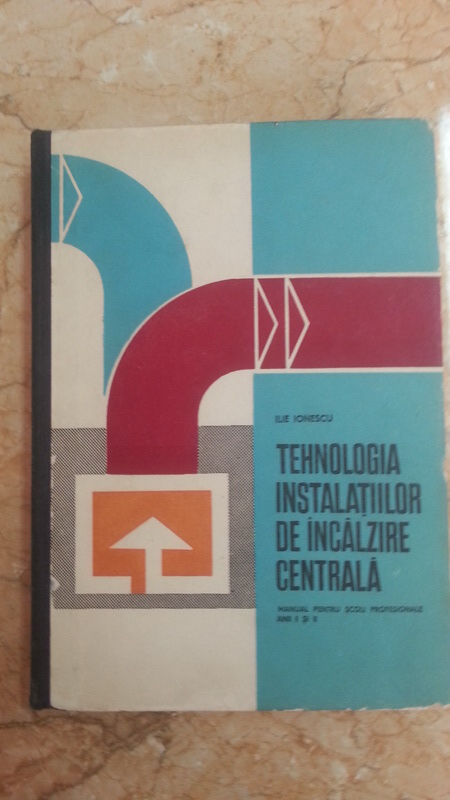 ILIE IONESCU
TEHNOLOGIA
INSTALAȚIILOR
DE ÎNCĂLZIRE
CENTRALĂ
MANUAL PENTRU ȘCOLI PROFESIONALE
ANII I ȘI II